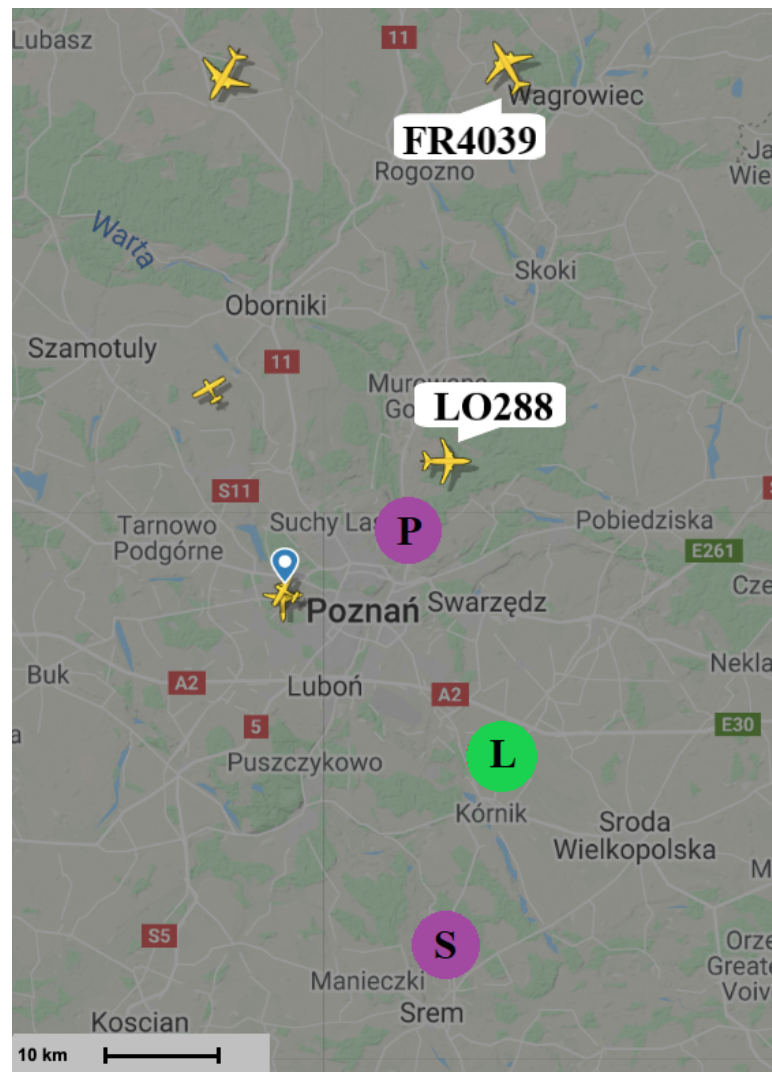 Lubasz
11
Wagrowiec
FR4039
Rogozno
Warta
Skoki
Oborniki
Szamotuly
11
LO288
S11
Suchy Las
P
Pobiedziska
Tarnowo
Podgórne
E261
Poznań
Swarzędz
Buk
Nekla
A2
Luboń
A2
5
E30
L
Puszczykowo
Kórnik
Sroda
Wielkopolska
S5
S
Manieczki
Srem
Koscian
10 km